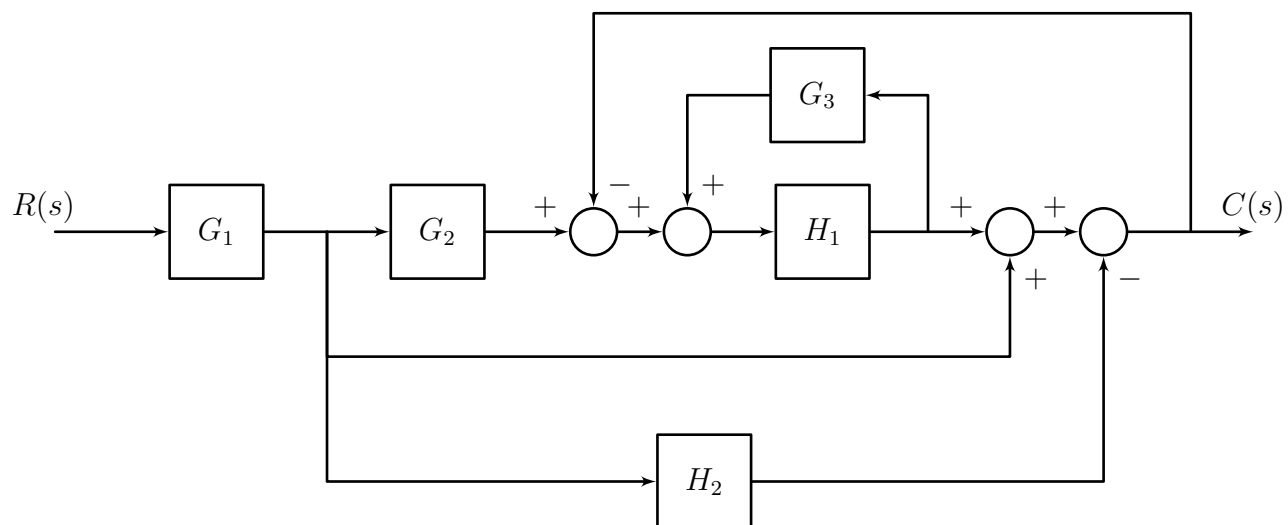 G₃
− +
R(s) + + + + C(s)
G₁ G₂ H₁
+ −
H₂